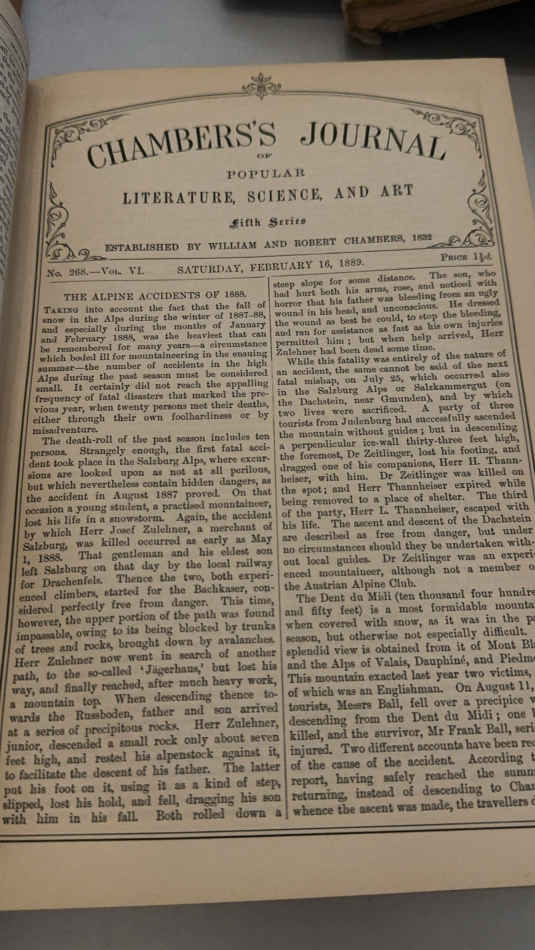 CHAMBERS'S JOURNAL
OF
POPULAR
LITERATURE, SCIENCE, AND ART
Fifth Series
ESTABLISHED BY WILLIAM AND ROBERT CHAMBERS, 1832
No. 268.—Vol. VI.
SATURDAY, FEBRUARY 16, 1889.
Price 1½d.
THE ALPINE ACCIDENTS OF 1888.
Taking into account the fact that the fall of
snow in the Alps during the winter of 1887-88,
and especially during the months of January
and February 1888, was the heaviest that can
be remembered for many years—a circumstance
which boded ill for mountaineering in the ensuing
summer—the number of accidents in the high
Alps during the past season must be considered
small. It certainly did not reach the appalling
frequency of fatal disasters that marked the pre-
vious year, when twenty persons met their deaths,
either through their own foolhardiness or by
misadventure.
The death-roll of the past season includes ten
persons. Strangely enough, the first fatal acci-
dent took place in the Salzburg Alps, where excur-
sions are looked upon as not at all perilous,
but which nevertheless contain hidden dangers, as
the accident in August 1887 proved. On that
occasion a young student, a practised mountaineer,
lost his life in a snowstorm. Again, the accident
by which Herr Josef Zulehner, a merchant of
Salzburg, was killed occurred as early as May
1, 1888. That gentleman and his eldest son
left Salzburg on that day by the local railway
for Drachenfels. Thence the two, both experi-
enced climbers, started for the Bachkaser, con-
sidered perfectly free from danger. This time,
however, the upper portion of the path was found
impassable, owing to its being blocked by trunks
of trees and rocks, brought down by avalanches.
Herr Zulehner now went in search of another
path, to the so-called 'Jägerhaus,' but lost his
way, and finally reached, after much heavy work,
a mountain top. When descending thence to-
wards the Russboden, father and son arrived
at a series of precipitous rocks. Herr Zulehner,
junior, descended a small rock only about seven
feet high, and rested his alpenstock against it,
to facilitate the descent of his father. The latter
put his foot on it, using it as a kind of step,
slipped, lost his hold, and fell, dragging his son
with him in his fall. Both rolled down a
steep slope for some distance. The son, who
had hurt both his arms, rose, and noticed with
horror that his father was bleeding from an ugly
wound in his head, and unconscious. He dressed
the wound as best he could, to stop the bleeding,
and ran for assistance as fast as his own injuries
permitted him; but when help arrived, Herr
Zulehner had been dead some time.
While this fatality was entirely of the nature of
an accident, the same cannot be said of the next
fatal mishap, on July 25, which occurred also
in the Salzburg Alps or Salzkammergut (on
the Dachstein, near Gmunden), and by which
two lives were sacrificed. A party of three
tourists from Judenburg had successfully ascended
the mountain without guides; but in descending
a perpendicular ice-wall thirty-three feet high,
the foremost, Dr Zeitlinger, lost his footing, and
dragged one of his companions, Herr H. Thann-
heiser, with him. Dr Zeitlinger was killed on
the spot; and Herr Thannheiser expired while
being removed to a place of shelter. The third
of the party, Herr L. Thannheiser, escaped with
his life. The ascent and descent of the Dachstein
are described as free from danger, but under
no circumstances should they be undertaken with-
out local guides. Dr Zeitlinger was an experi
enced mountaineer, although not a member o
the Austrian Alpine Club.
The Dent du Midi (ten thousand four hundre
and fifty feet) is a most formidable mounta
when covered with snow, as it was in the pa
season, but otherwise not especially difficult.
splendid view is obtained from it of Mont Bl
and the Alps of Valais, Dauphiné, and Piedm
This mountain exacted last year two victims,
of which was an Englishman. On August 11,
tourists, Messrs Ball, fell over a precipice w
descending from the Dent du Midi; one
killed, and the survivor, Mr Frank Ball, seri
injured. Two different accounts have been rec
of the cause of the accident. According t
report, having safely reached the summ
returning, instead of descending to Cham
whence the ascent was made, the travellers d